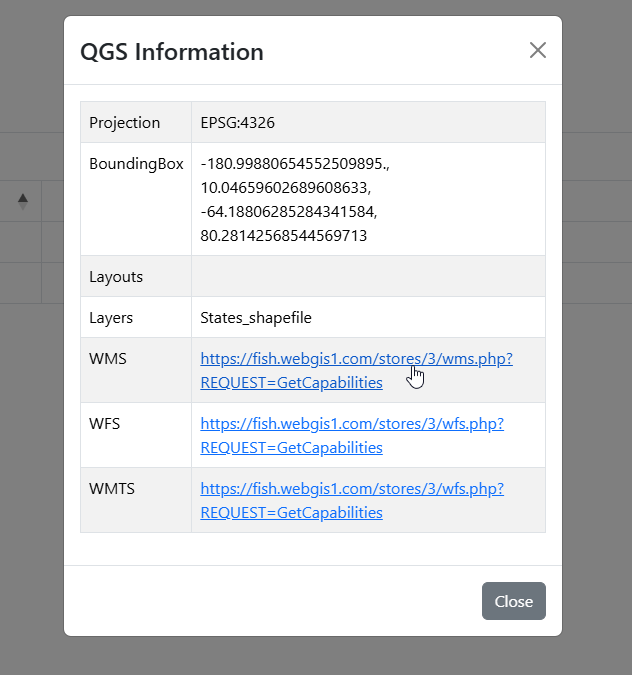 QGS Information
Projection
EPSG:4326
BoundingBox
-180.99880654552509895.,
10.04659602689608633,
-64.18806285284341584,
80.28142568544569713
Layouts
Layers
States_shapefile
WMS
https://fish.webgis1.com/stores/3/wms.php?
REQUEST=GetCapabilities
WFS
https://fish.webgis1.com/stores/3/wfs.php?
REQUEST=GetCapabilities
WMTS
https://fish.webgis1.com/stores/3/wfs.php?
REQUEST=GetCapabilities
Close